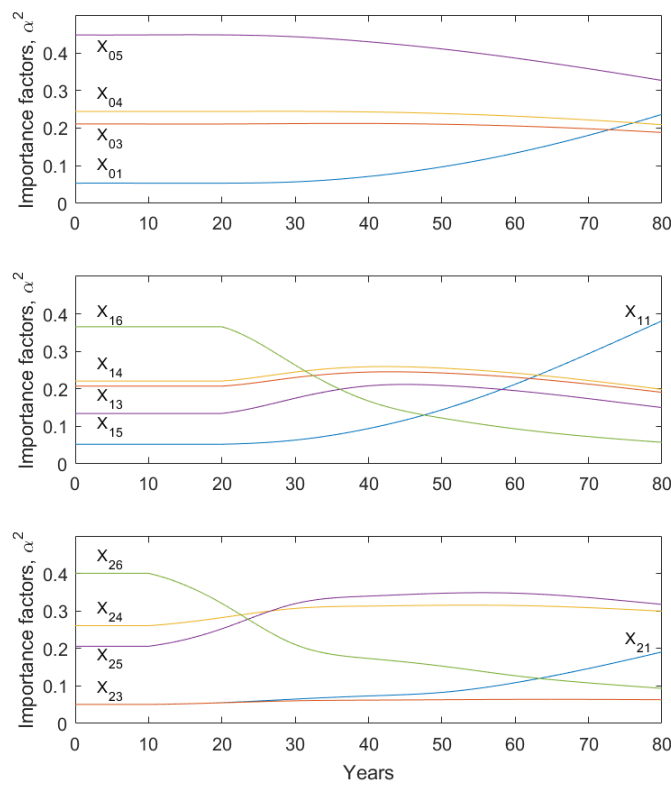 Importance factors, α²
0.4
0.3
0.2
0.1
0
X₀₅
X₀₄
X₀₃
X₀₁
0 10 20 30 40 50 60 70 80
Importance factors, α²
0.4
0.3
0.2
0.1
0
X₁₆
X₁₁
X₁₄
X₁₃
X₁₅
0 10 20 30 40 50 60 70 80
Importance factors, α²
0.4
0.3
0.2
0.1
0
X₂₆
X₂₄
X₂₁
X₂₅
X₂₃
0 10 20 30 40 50 60 70 80
Years